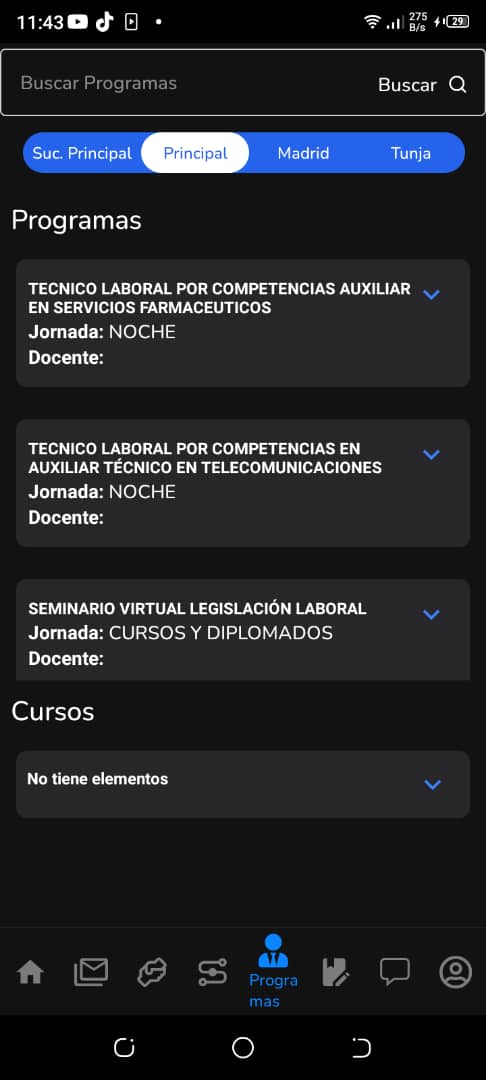 11:43
275
B/s
29
Buscar Programas
Buscar
Suc. Principal
Principal
Madrid
Tunja
Programas
TECNICO LABORAL POR COMPETENCIAS AUXILIAR
EN SERVICIOS FARMACEUTICOS
Jornada: NOCHE
Docente:
TECNICO LABORAL POR COMPETENCIAS EN
AUXILIAR TÉCNICO EN TELECOMUNICACIONES
Jornada: NOCHE
Docente:
SEMINARIO VIRTUAL LEGISLACIÓN LABORAL
Jornada: CURSOS Y DIPLOMADOS
Docente:
Cursos
No tiene elementos
Progra
mas